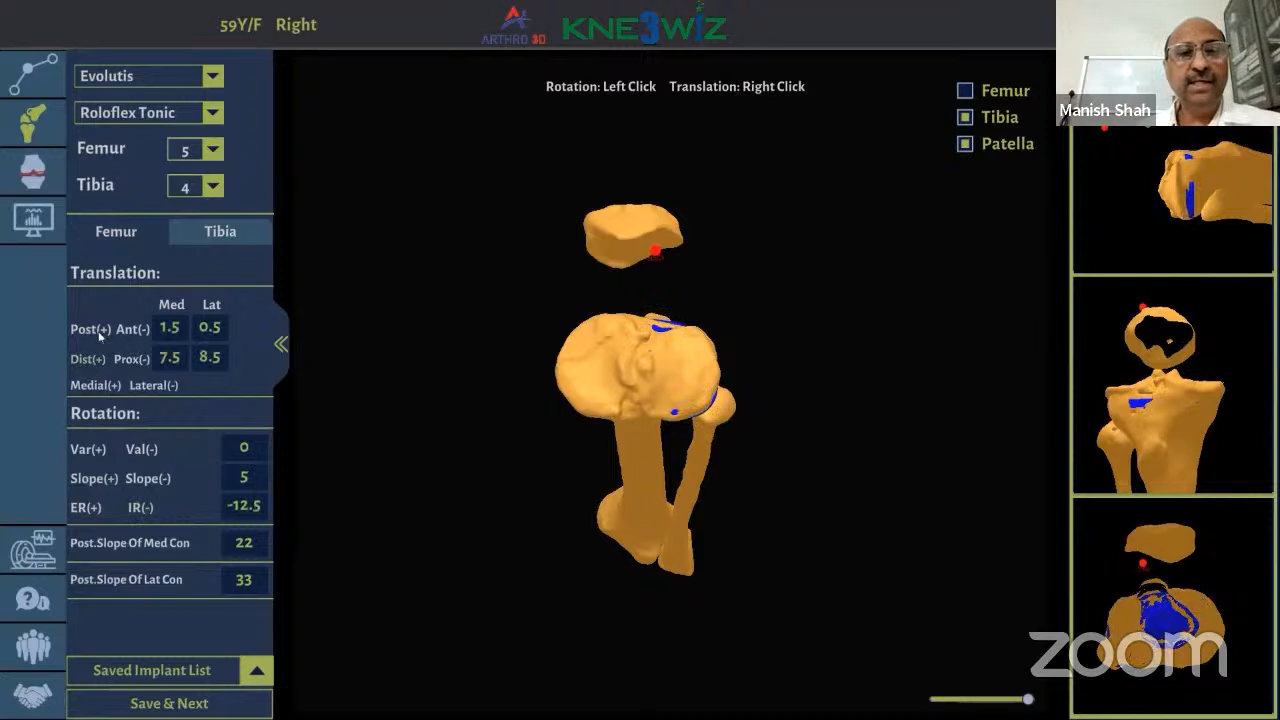 59Y/F Right
ARTHRO 3D
KNE3WIZ
Manish Shah
Evolutis
Roloflex Tonic
Femur 5
Tibia 4
Femur Tibia
Translation:
Med Lat
Post(+) Ant(-) 1.5 0.5
Dist(+) Prox(-) 7.5 8.5
Medial(+) Lateral(-)
Rotation:
Var(+) Val(-) 0
Slope(+) Slope(-) 5
ER(+) IR(-) -12.5
Post.Slope Of Med Con 22
Post.Slope Of Lat Con 33
Saved Implant List
Save & Next
Rotation: Left Click Translation: Right Click
Femur
Tibia
Patella
zoom